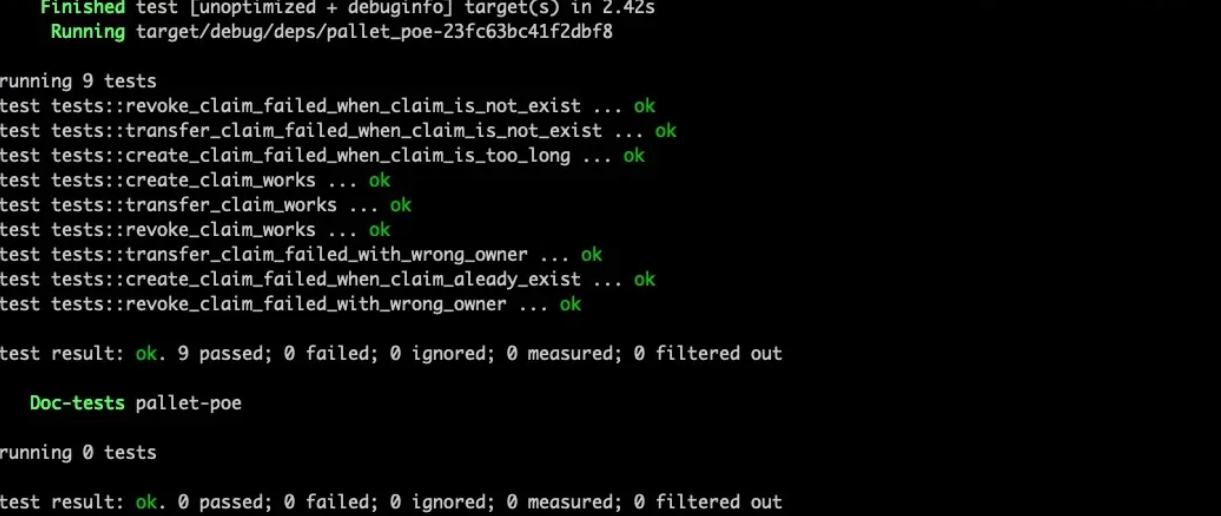 Finished test [unoptimized + debuginfo] target(s) in 2.42s
Running target/debug/deps/pallet_poe-23fc63bc41f2dbf8
running 9 tests
test tests::revoke_claim_failed_when_claim_is_not_exist ... ok
test tests::transfer_claim_failed_when_claim_is_not_exist ... ok
test tests::create_claim_failed_when_claim_is_too_long ... ok
test tests::create_claim_works ... ok
test tests::transfer_claim_works ... ok
test tests::revoke_claim_works ... ok
test tests::transfer_claim_failed_with_wrong_owner ... ok
test tests::create_claim_failed_when_claim_aleady_exist ... ok
test tests::revoke_claim_failed_with_wrong_owner ... ok
test result: ok. 9 passed; 0 failed; 0 ignored; 0 measured; 0 filtered out
Doc-tests pallet-poe
running 0 tests
test result: ok. 0 passed; 0 failed; 0 ignored; 0 measured; 0 filtered out